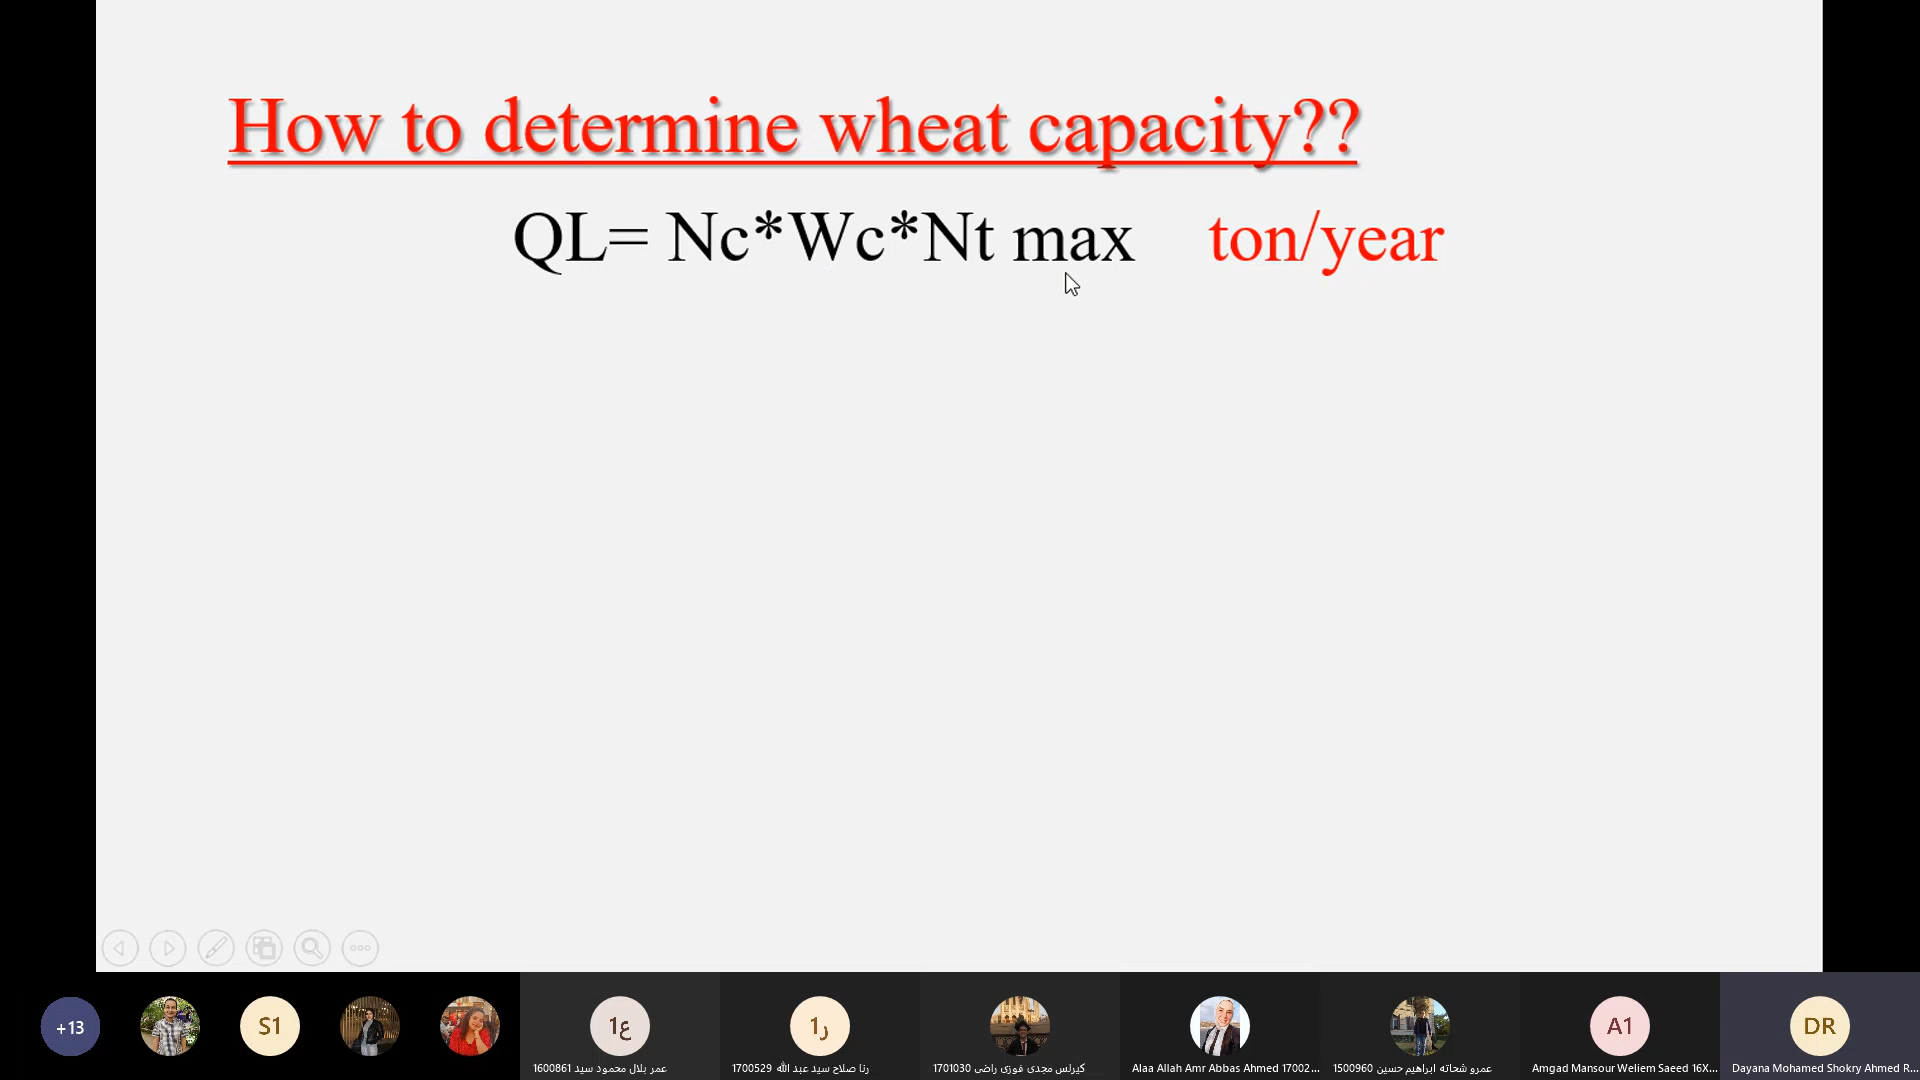 How to determine wheat capacity??
QL= Nc*Wc*Nt max ton/year
+13
S1
1ع
1ر
A1
DR
عمر بلال محمود سيد 1600861
رنا صلاح سيد عبد الله 1700529
كيرلس مجدى فوزى راضى 1701030
Alaa Allah Amr Abbas Ahmed 17002...
عمرو شحاته ابراهيم حسين 1500960
Amgad Mansour Weliem Saeed 16X...
Dayana Mohamed Shokry Ahmed R...